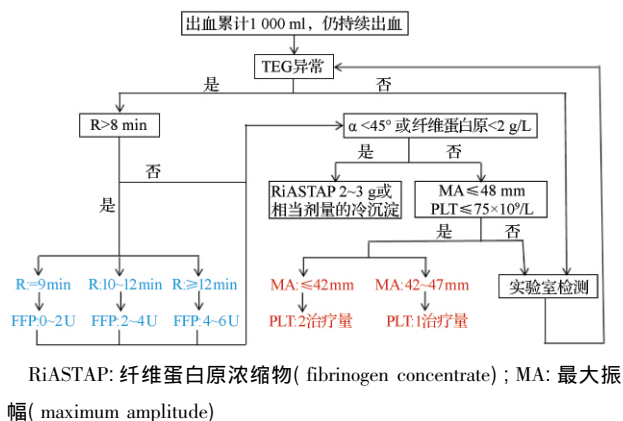 出血累计1 000 ml，仍持续出血
TEG异常
是
否
R>8 min
α<45°或纤维蛋白原<2 g/L
否
是
否
是
RiASTAP 2~3 g或
相当剂量的冷沉淀
MA≤48 mm
PLT≤75×10⁹/L
是
否
R:=9min
R:10~12min
R:≥12min
MA:≤42mm
MA:42~47mm
实验室检测
FFP:0~2U
FFP:2~4U
FFP:4~6U
PLT:2治疗量
PLT:1治疗量
RiASTAP: 纤维蛋白原浓缩物( fibrinogen concentrate) ; MA: 最大振
幅( maximum amplitude)